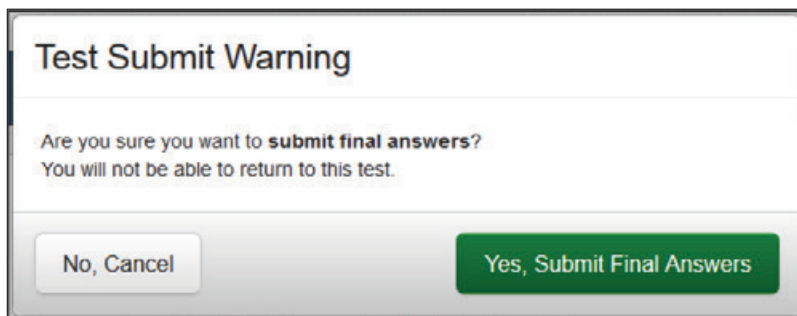 Test Submit Warning
Are you sure you want to submit final answers?
You will not be able to return to this test.
No, Cancel
Yes, Submit Final Answers